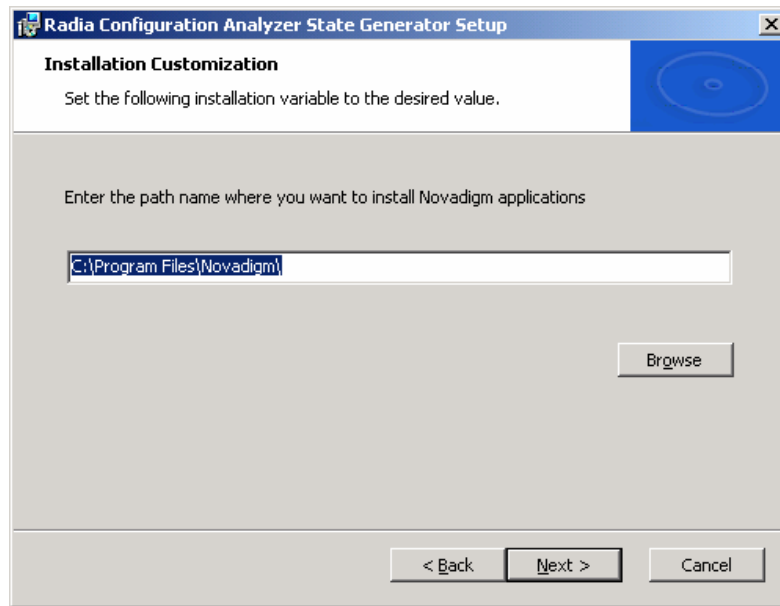 Radia Configuration Analyzer State Generator Setup
Installation Customization
Set the following installation variable to the desired value.
Enter the path name where you want to install Novadigm applications
C:\Program Files\Novadigm\
Browse
< Back Next > Cancel